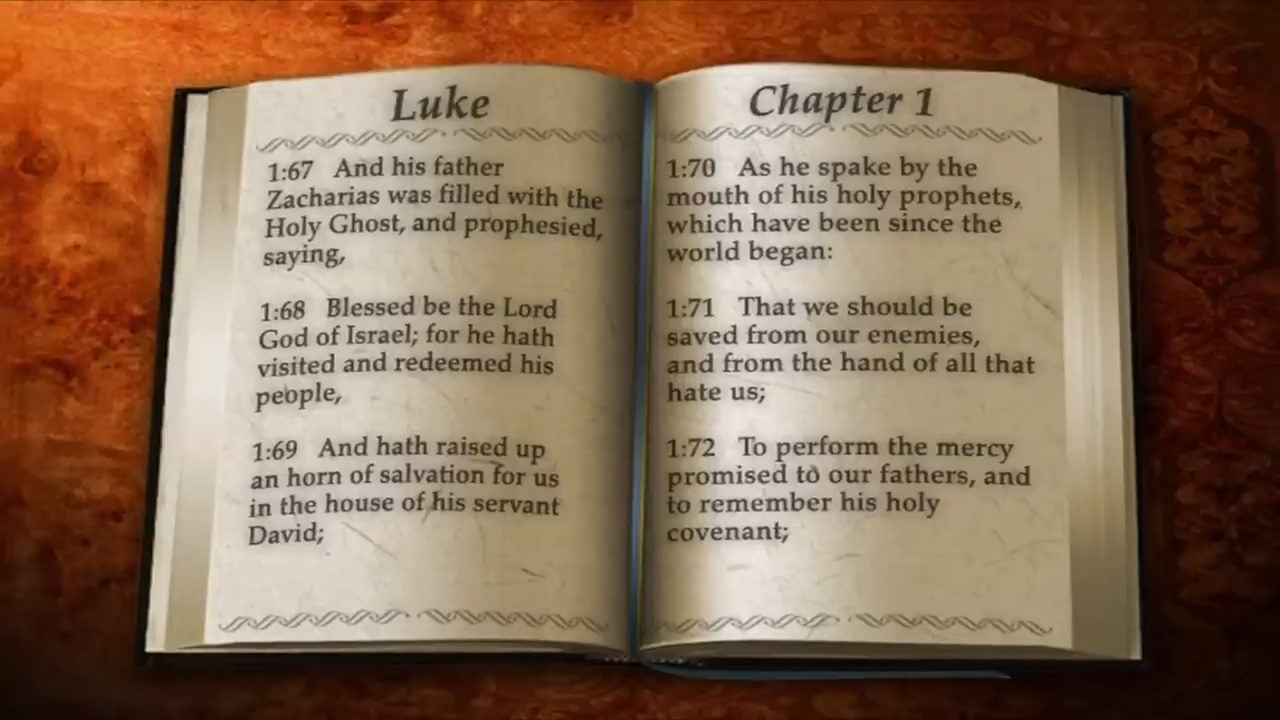 Luke
1:67 And his father
Zacharias was filled with the
Holy Ghost, and prophesied,
saying,
1:68 Blessed be the Lord
God of Israel; for he hath
visited and redeemed his
people,
1:69 And hath raised up
an horn of salvation for us
in the house of his servant
David;
Chapter 1
1:70 As he spake by the
mouth of his holy prophets,
which have been since the
world began:
1:71 That we should be
saved from our enemies,
and from the hand of all that
hate us;
1:72 To perform the mercy
promised to our fathers, and
to remember his holy
covenant;